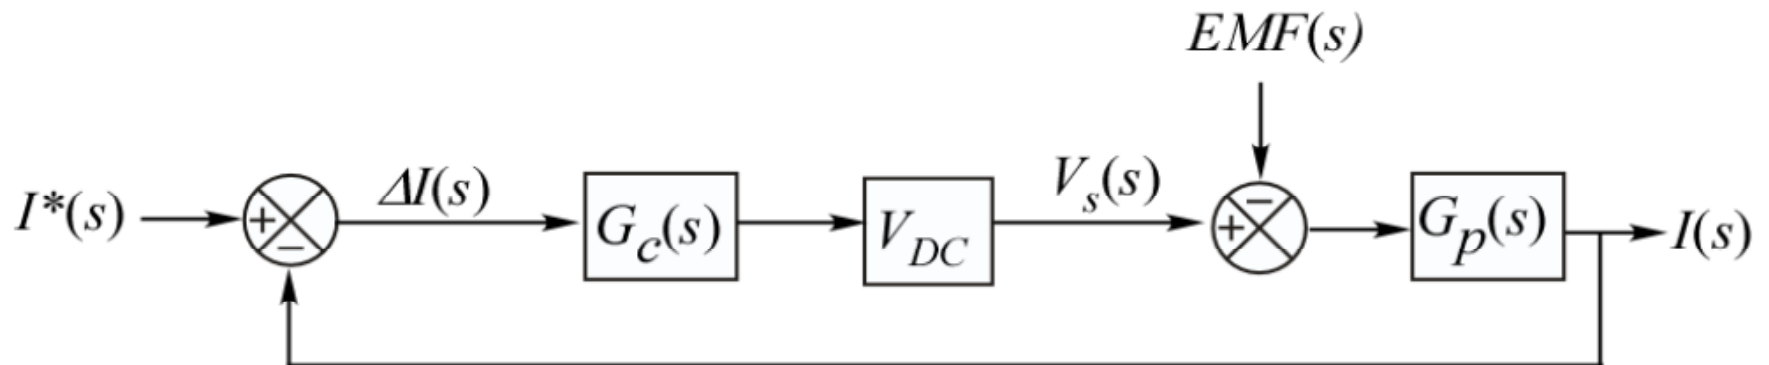 EMF(s)
I*(s)
+
−
ΔI(s)
G_c(s)
V_DC
V_s(s)
+
−
G_p(s)
I(s)